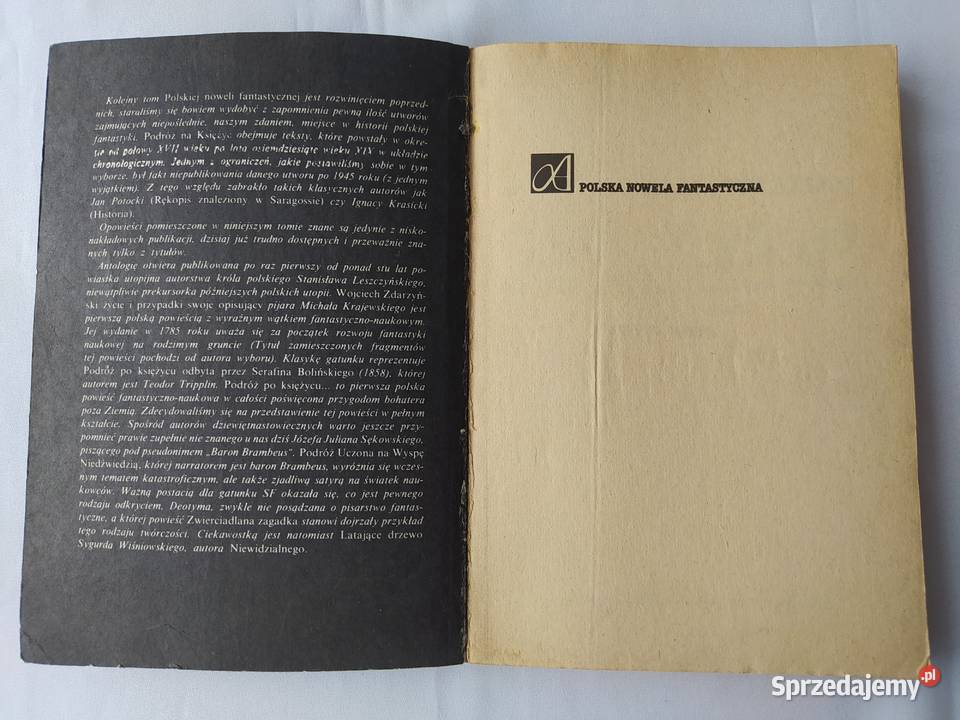 Kolejny tom Polskiej noweli fantastycznej jest rozwinięciem poprzed-
nich, staraliśmy się bowiem wydobyć z zapomnienia pewną ilość utworów
zajmujących niepoślednie, naszym zdaniem, miejsce w historii polskiej
fantastyki. Podróż na Księżyc obejmuje teksty, które powstały w okre-
sie od połowy XVII wieku po lata osiemdziesiąte wieku XIX w układzie
chronologicznym. Jednym z ograniczeń, jakie postawiliśmy sobie w tym
wyborze, był fakt niepublikowania danego utworu po 1945 roku (z jednym
wyjątkiem). Z tego względu zabrakło takich klasycznych autorów jak
Jan Potocki (Rękopis znaleziony w Saragossie) czy Ignacy Krasicki
(Historia).
Opowieści pomieszczone w niniejszym tomie znane są jedynie z nisko-
nakładowych publikacji, dzisiaj już trudno dostępnych i przeważnie zna-
nych tylko z tytułów.
Antologię otwiera publikowana po raz pierwszy od ponad stu lat po-
wiastka utopijna autorstwa króla polskiego Stanisława Leszczyńskiego,
niewątpliwie prekursorka późniejszych polskich utopii. Wojciech Zdarzyń-
ski życie i przypadki swoje opisujący pijara Michała Krajewskiego jest
pierwszą polską powieścią z wyraźnym wątkiem fantastyczno-naukowym.
Jej wydanie w 1785 roku uważa się za początek rozwoju fantastyki
naukowej na rodzimym gruncie (Tytuł zamieszczonych fragmentów
tej powieści pochodzi od autora wyboru). Klasykę gatunku reprezentuje
Podróż po księżycu odbyta przez Serafina Bolińskiego (1858), której
autorem jest Teodor Tripplin. Podróż po księżycu... to pierwsza polska
powieść fantastyczno-naukowa w całości poświęcona przygodom bohatera
poza Ziemią. Zdecydowaliśmy się na przedstawienie tej powieści w pełnym
kształcie. Spośród autorów dziewiętnastowiecznych warto jeszcze przy-
pomnieć prawie zupełnie nie znanego u nas dziś Józefa Juliana Sękowskiego,
piszącego pod pseudonimem „Baron Brambeus”. Podróż Uczona na Wyspę
Niedźwiedzią, której narratorem jest baron Brambeus, wyróżnia się wczes-
nym tematem katastroficznym, ale także zjadliwą satyrą na światek nau-
kowców. Ważną postacią dla gatunku SF okazała się, co jest pewnego
rodzaju odkryciem, Deotyma, zwykle nie posądzana o pisarstwo fantas-
tyczne, a której powieść Zwierciadlana zagadka stanowi dojrzały przykład
tego rodzaju twórczości. Ciekawostką jest natomiast Latające drzewo
Sygurda Wiśniowskiego, autora Niewidzialnego.
A POLSKA NOWELA FANTASTYCZNA
Sprzedajemy.pl